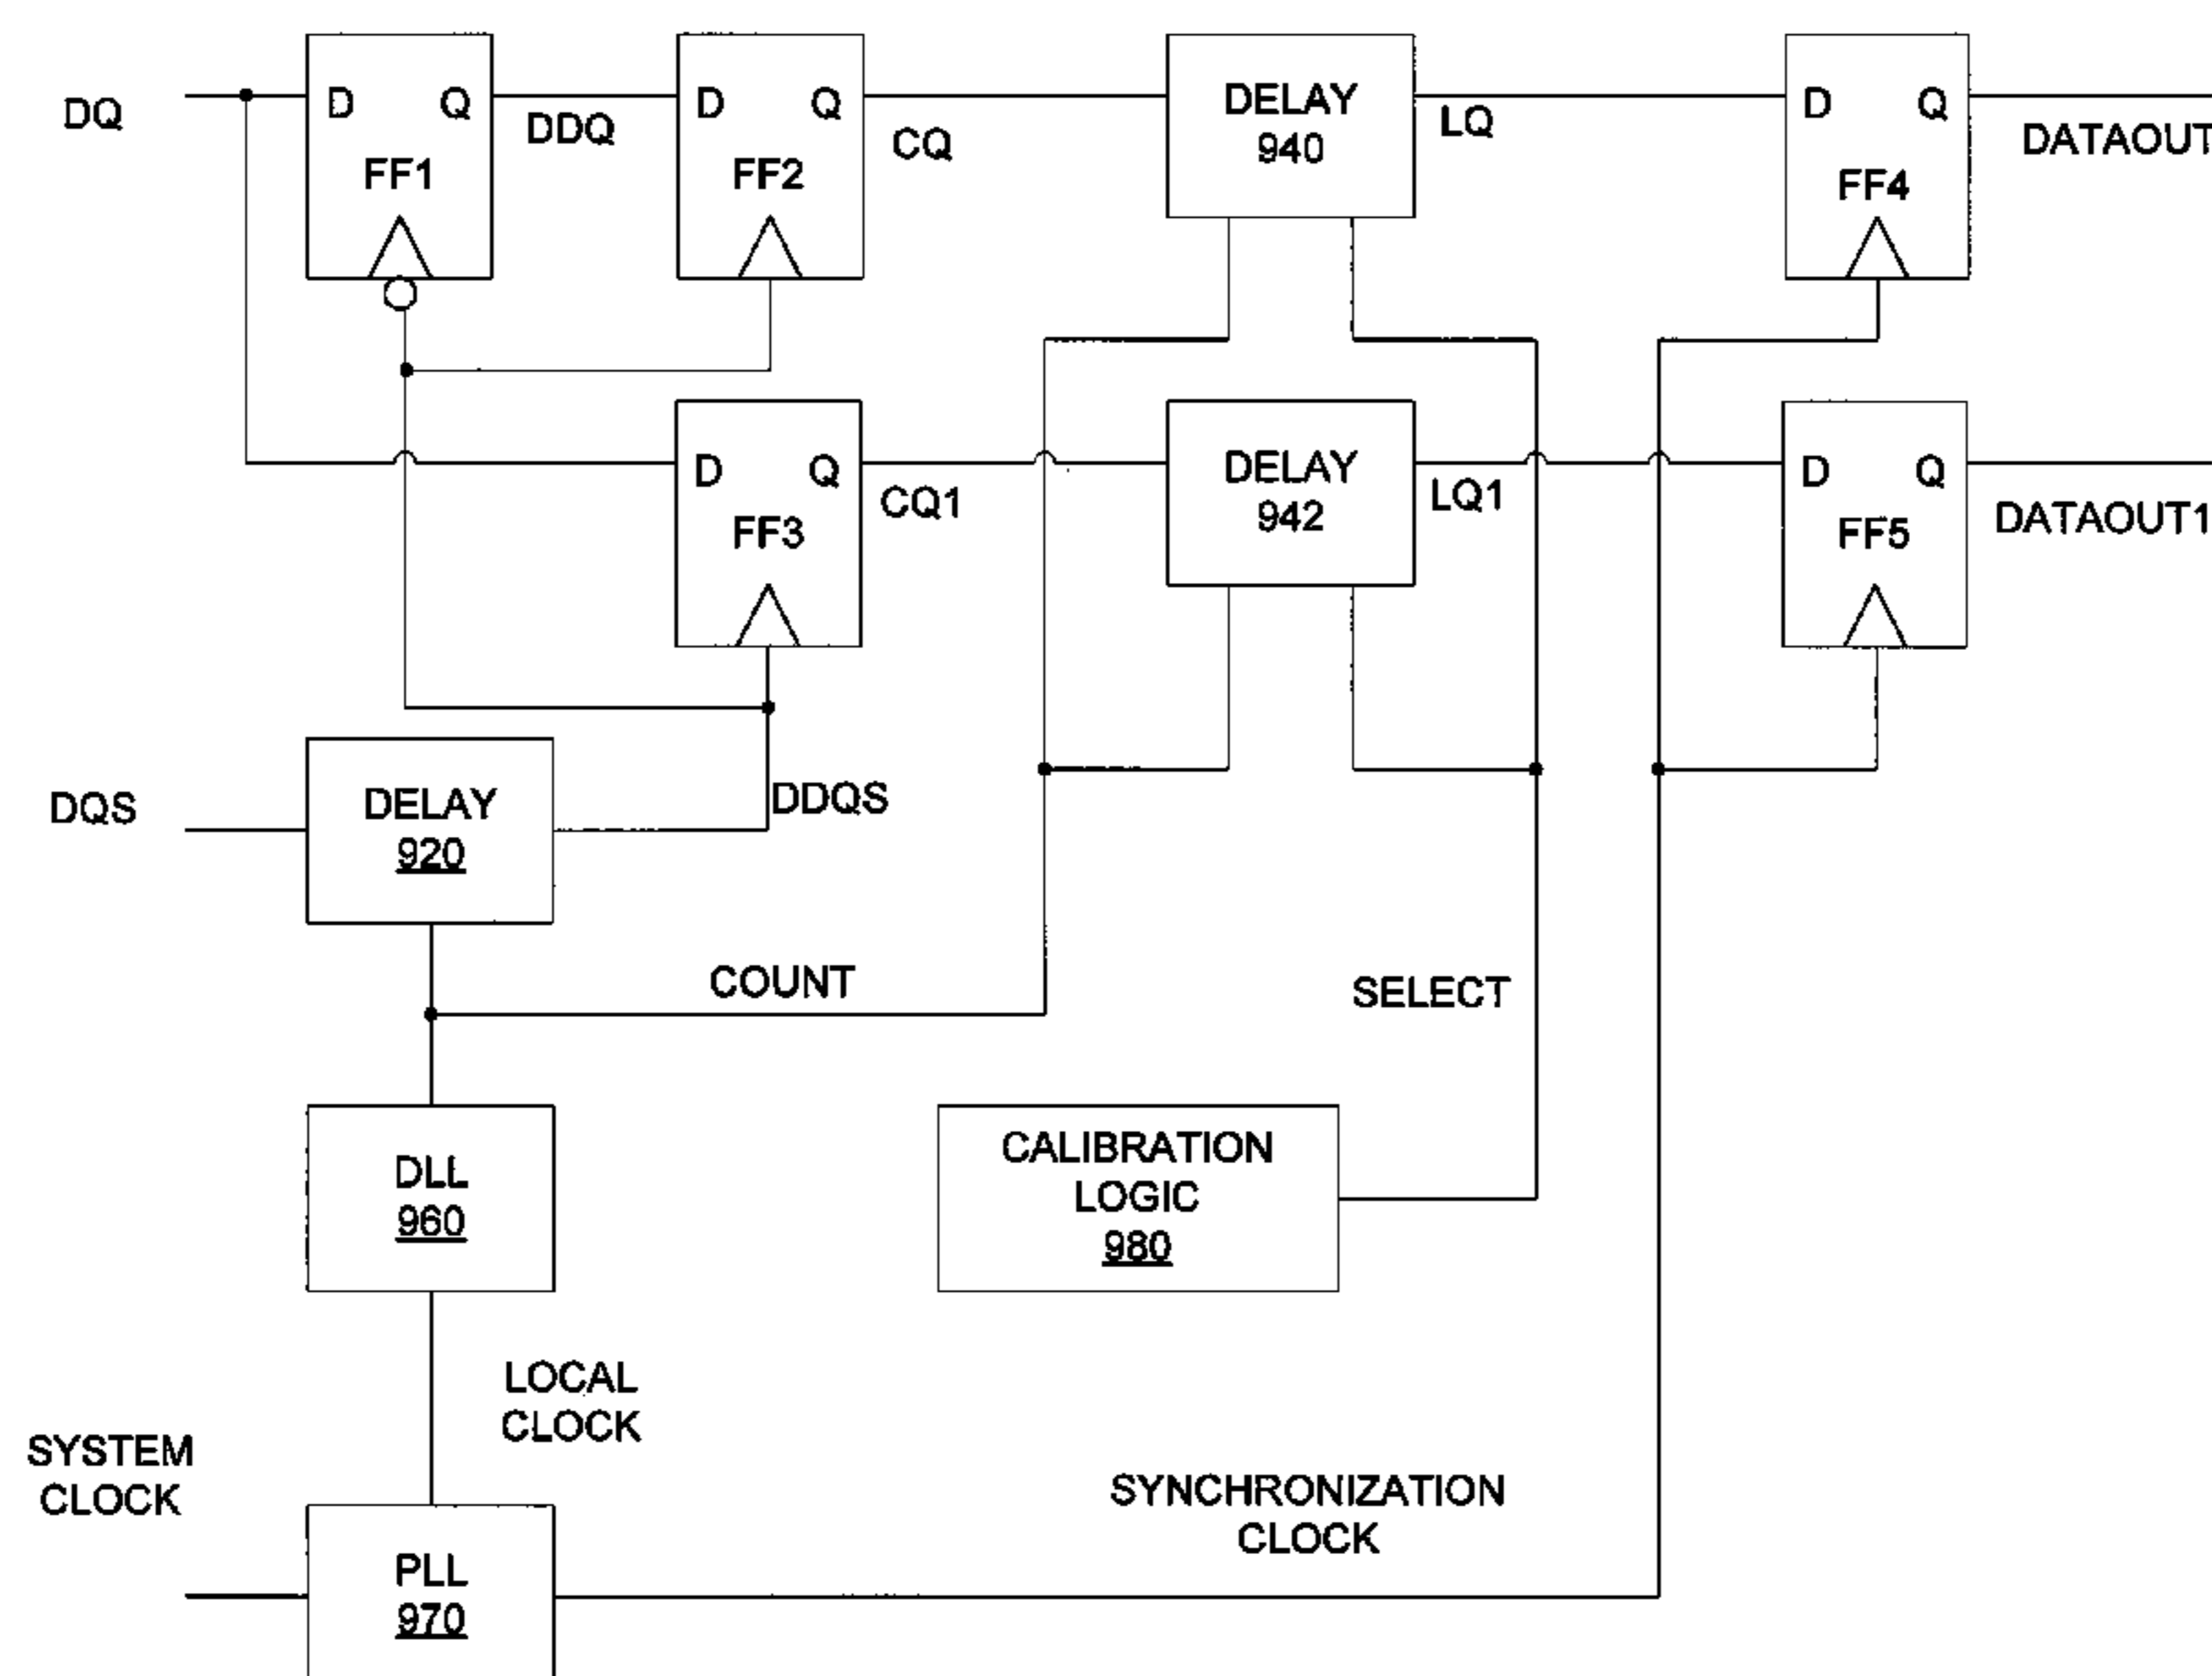 DQ
D Q
FF1
DDQ
D Q
FF2
CQ
DELAY
940
LQ
D Q
FF4
DATAOUT
D Q
FF3
CQ1
DELAY
942
LQ1
D Q
FF5
DATAOUT1
DQS
DELAY
920
DDQS
COUNT
SELECT
DLL
960
CALIBRATION
LOGIC
980
LOCAL
CLOCK
SYSTEM
CLOCK
PLL
970
SYNCHRONIZATION
CLOCK